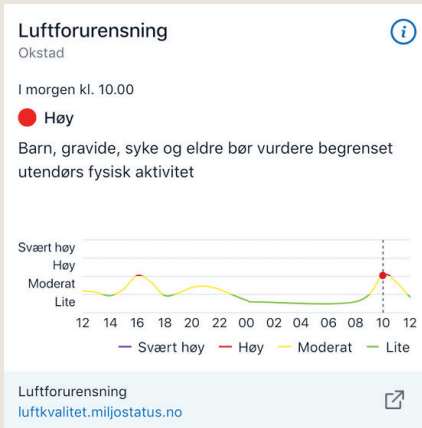 Luftforurensning
Okstad
I morgen kl. 10.00
Høy
Barn, gravide, syke og eldre bør vurdere begrenset
utendørs fysisk aktivitet
Svært høy
Høy
Moderat
Lite
12 14 16 18 20 22 00 02 04 06 08 10 12
Svært høy Høy Moderat Lite
Luftforurensning
luftkvalitet.miljostatus.no